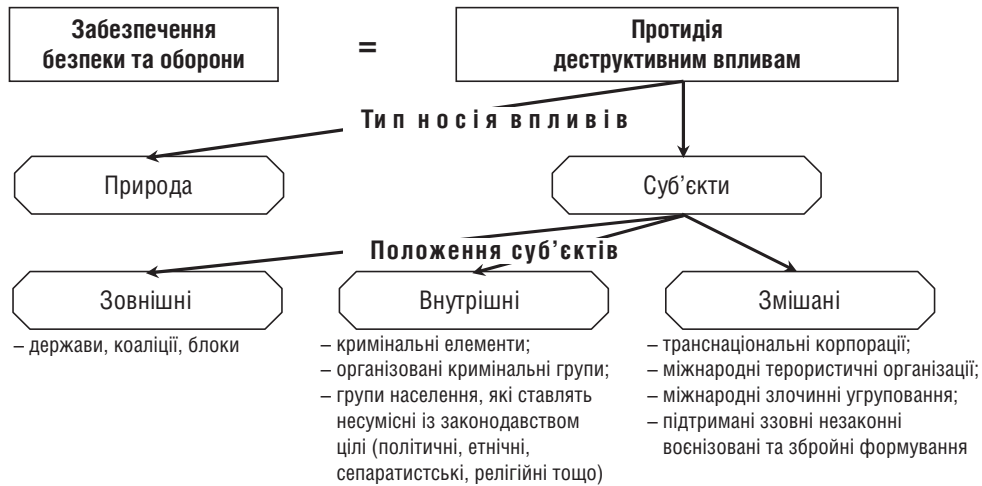 Забезпечення
безпеки та оборони
=
Протидія
деструктивним впливам
Тип носія впливів
Природа
Суб’єкти
Положення суб’єктів
Зовнішні
Внутрішні
Змішані
– держави, коаліції, блоки
– кримінальні елементи;
– організовані кримінальні групи;
– групи населення, які ставлять
несумісні із законодавством
цілі (політичні, етнічні,
сепаратистські, релігійні тощо)
– транснаціональні корпорації;
– міжнародні терористичні організації;
– міжнародні злочинні угруповання;
– підтримані ззовні незаконні
воєнізовані та збройні формування